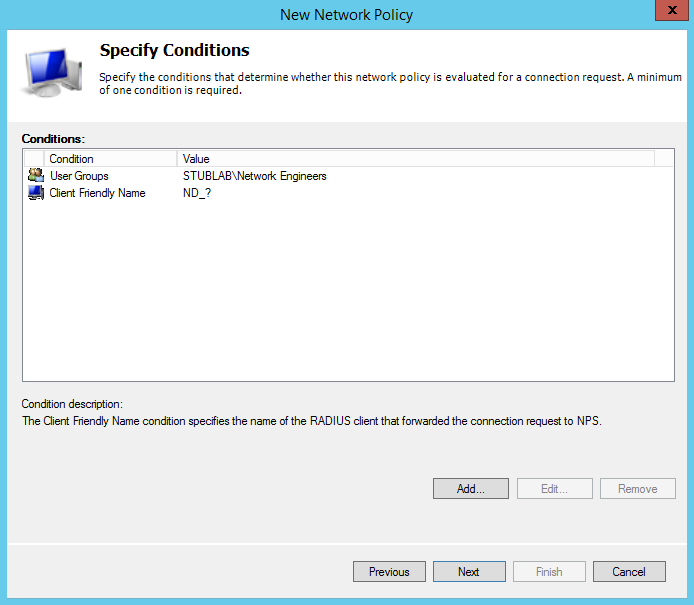 New Network Policy
x
Specify Conditions
Specify the conditions that determine whether this network policy is evaluated for a connection request. A minimum
of one condition is required.
Conditions:
Condition Value
User Groups STUBLAB\Network Engineers
Client Friendly Name ND_?
Condition description:
The Client Friendly Name condition specifies the name of the RADIUS client that forwarded the connection request to NPS.
Add... Edit... Remove
Previous Next Finish Cancel